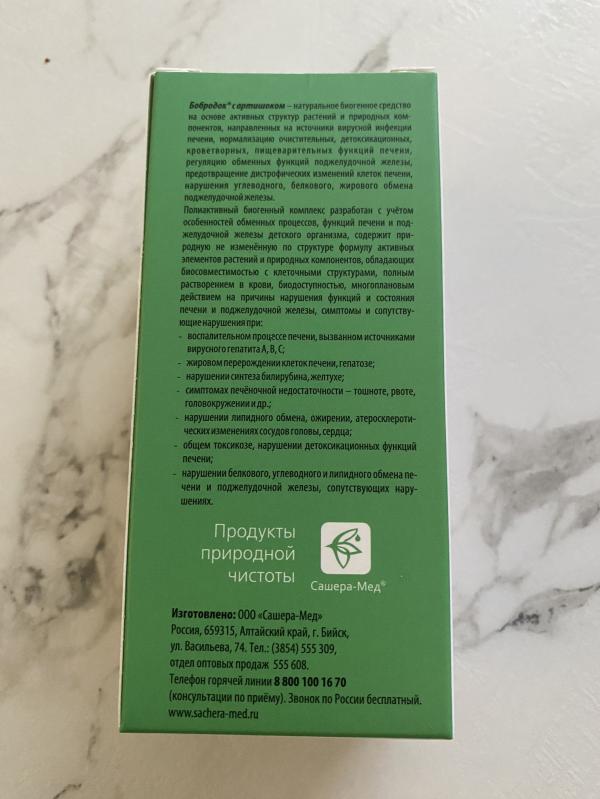 Бобродок® с артишоком – натуральное биогенное средство
на основе активных структур растений и природных ком-
понентов, направленных на источники вирусной инфекции
печени, нормализацию очистительных, детоксикационных,
кроветворных, пищеварительных функций печени,
регуляцию обменных функций поджелудочной железы,
предотвращение дистрофических изменений клеток печени,
нарушения углеводного, белкового, жирового обмена
поджелудочной железы.
Полиактивный биогенный комплекс разработан с учётом
особенностей обменных процессов, функций печени и под-
желудочной железы детского организма, содержит при-
родную не изменённую по структуре формулу активных
элементов растений и природных компонентов, обладающих
биосовместимостью с клеточными структурами, полным
растворением в крови, биодоступностью, многоплановым
действием на причины нарушения функций и состояния
печени и поджелудочной железы, симптомы и сопутству-
ющие нарушения при:
- воспалительном процессе печени, вызванном источниками
вирусного гепатита А, В, С;
- жировом перерождении клеток печени, гепатозе;
- нарушении синтеза билирубина, желтухе;
- симптомах печёночной недостаточности – тошноте, рвоте,
головокружении и др.;
- нарушении липидного обмена, ожирении, атеросклероти-
ческих изменениях сосудов головы, сердца;
- общем токсикозе, нарушении детоксикационных функций
печени;
- нарушении белкового, углеводного и липидного обмена пе-
чени и поджелудочной железы, сопутствующих нару-
шениях.
Продукты
природной
чистоты
Сашера-Мед®
Изготовлено: ООО «Сашера-Мед»
Россия, 659315, Алтайский край, г. Бийск,
ул. Васильева, 74. Тел.: (3854) 555 309,
отдел оптовых продаж 555 608.
Телефон горячей линии 8 800 100 16 70
(консультации по приёму). Звонок по России бесплатный.
www.sachera-med.ru